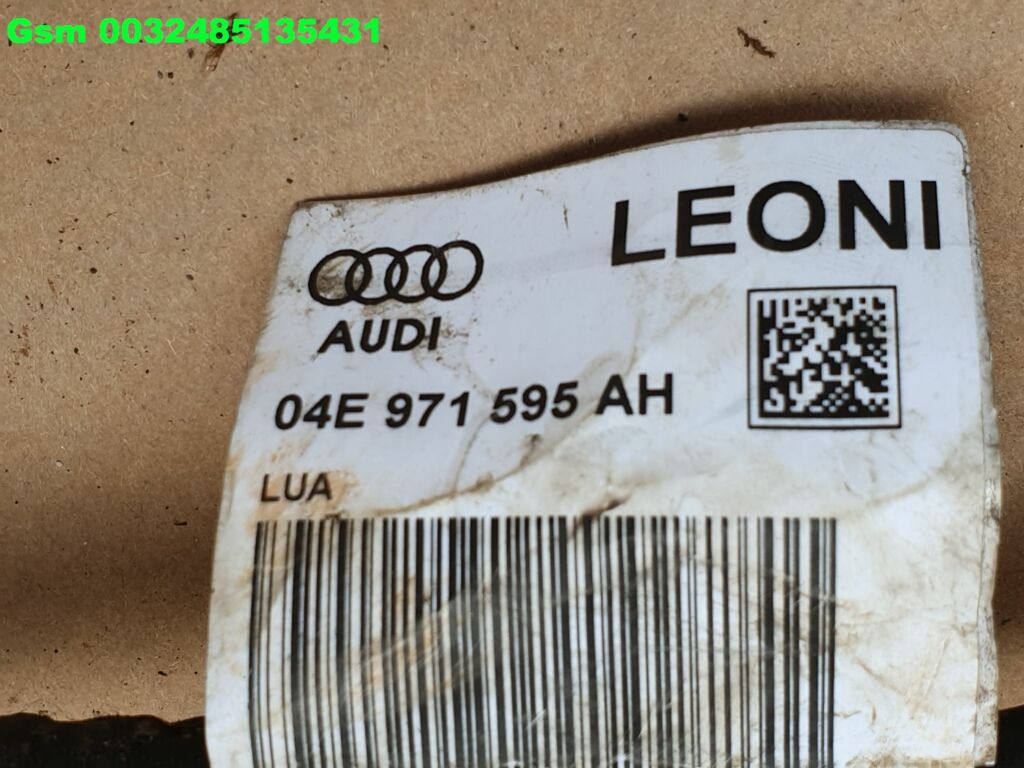 Gsm 0032485135431
LEONI
AUDI
04E 971 595 AH
LUA